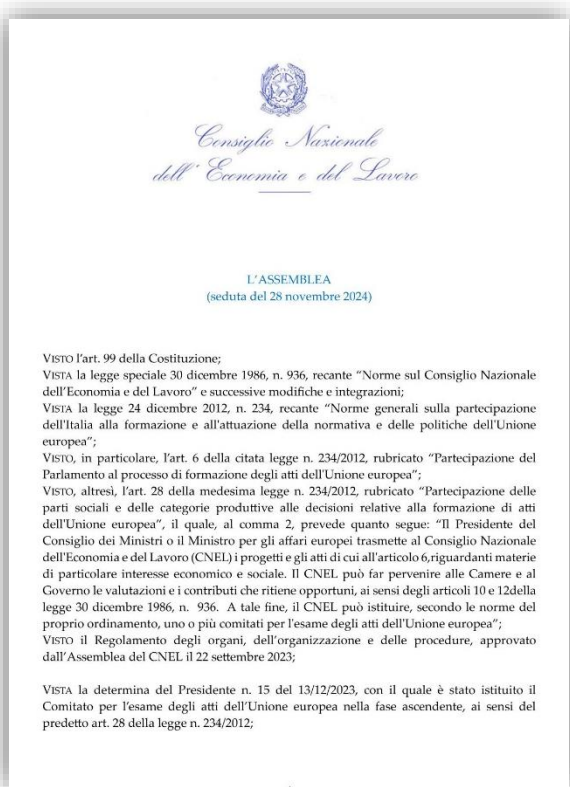 Consiglio Nazionale
dell'Economia e del Lavoro
L'ASSEMBLEA
(seduta del 28 novembre 2024)
VISTO l'art. 99 della Costituzione;
VISTA la legge speciale 30 dicembre 1986, n. 936, recante “Norme sul Consiglio Nazionale
dell'Economia e del Lavoro” e successive modifiche e integrazioni;
VISTA la legge 24 dicembre 2012, n. 234, recante “Norme generali sulla partecipazione
dell'Italia alla formazione e all'attuazione della normativa e delle politiche dell'Unione
europea”;
VISTO, in particolare, l'art. 6 della citata legge n. 234/2012, rubricato “Partecipazione del
Parlamento al processo di formazione degli atti dell'Unione europea”;
VISTO, altresì, l'art. 28 della medesima legge n. 234/2012, rubricato “Partecipazione delle
parti sociali e delle categorie produttive alle decisioni relative alla formazione di atti
dell'Unione europea”, il quale, al comma 2, prevede quanto segue: “Il Presidente del
Consiglio dei Ministri o il Ministro per gli affari europei trasmette al Consiglio Nazionale
dell'Economia e del Lavoro (CNEL) i progetti e gli atti di cui all'articolo 6,riguardanti materie
di particolare interesse economico e sociale. Il CNEL può far pervenire alle Camere e al
Governo le valutazioni e i contributi che ritiene opportuni, ai sensi degli articoli 10 e 12della
legge 30 dicembre 1986, n. 936. A tale fine, il CNEL può istituire, secondo le norme del
proprio ordinamento, uno o più comitati per l'esame degli atti dell'Unione europea”;
VISTO il Regolamento degli organi, dell'organizzazione e delle procedure, approvato
dall'Assemblea del CNEL il 22 settembre 2023;
VISTA la determina del Presidente n. 15 del 13/12/2023, con il quale è stato istituito il
Comitato per l'esame degli atti dell'Unione europea nella fase ascendente, ai sensi del
predetto art. 28 della legge n. 234/2012;